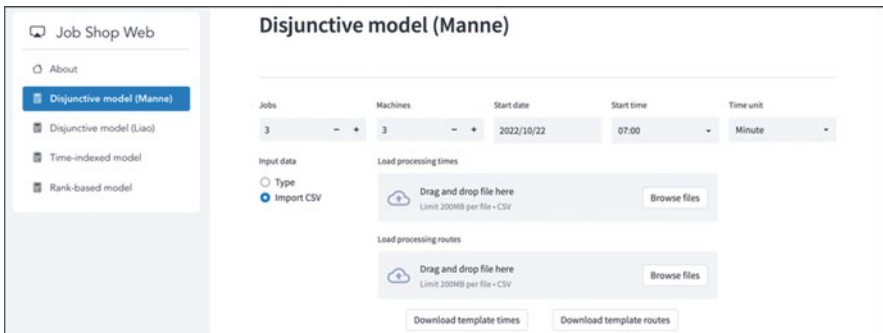 Job Shop Web
About
Disjunctive model (Manne)
Disjunctive model (Liao)
Time-indexed model
Rank-based model
Disjunctive model (Manne)
Jobs
Machines
Start date
Start time
Time unit
3 - +
3 - +
2022/10/22
07:00
Minute
Input data
Type
Import CSV
Load processing times
Drag and drop file here
Limit 200MB per file • CSV
Browse files
Load processing routes
Drag and drop file here
Limit 200MB per file • CSV
Browse files
Download template times
Download template routes